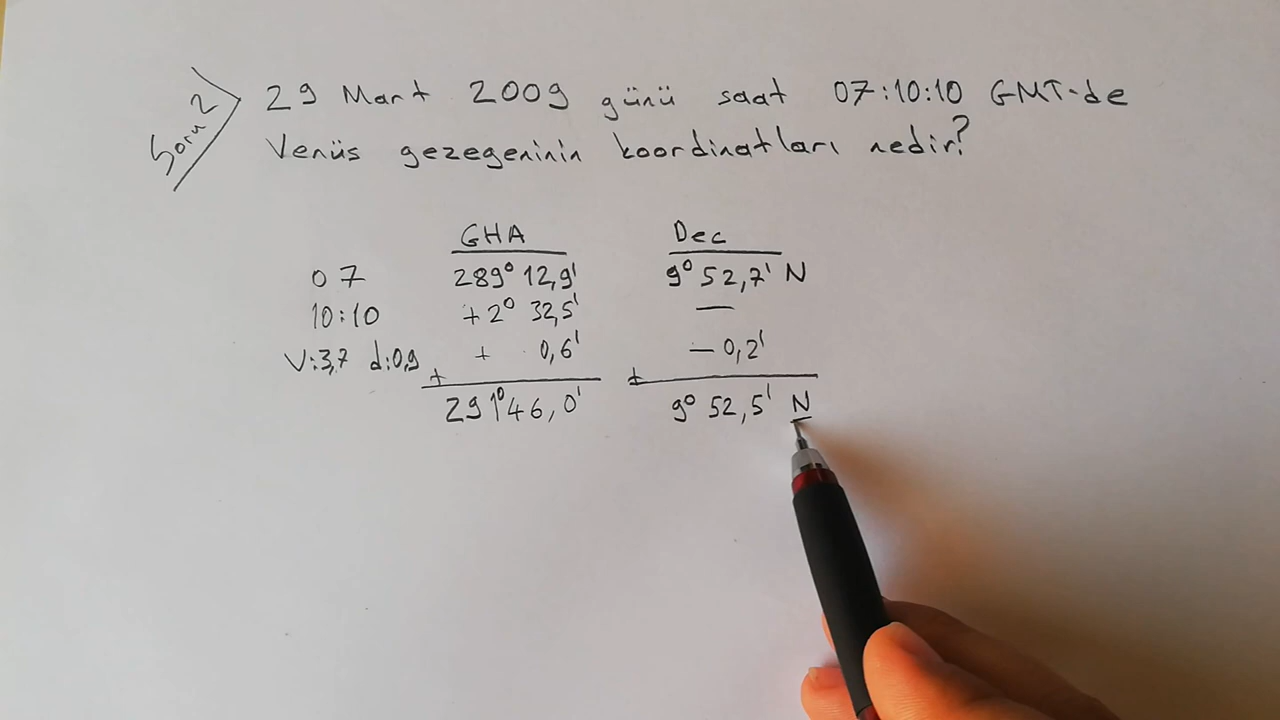 Soru 2
29 Mart 2009 günü saat 07:10:10 GMT-de
Venüs gezegeninin koordinatları nedir?
GHA Dec
07 289° 12,9' 9° 52,7' N
10:10 +2° 32,5' —
V:3,7 d:0,9 + 0,6' — 0,2'
+ +
291° 46,0' 9° 52,5' N